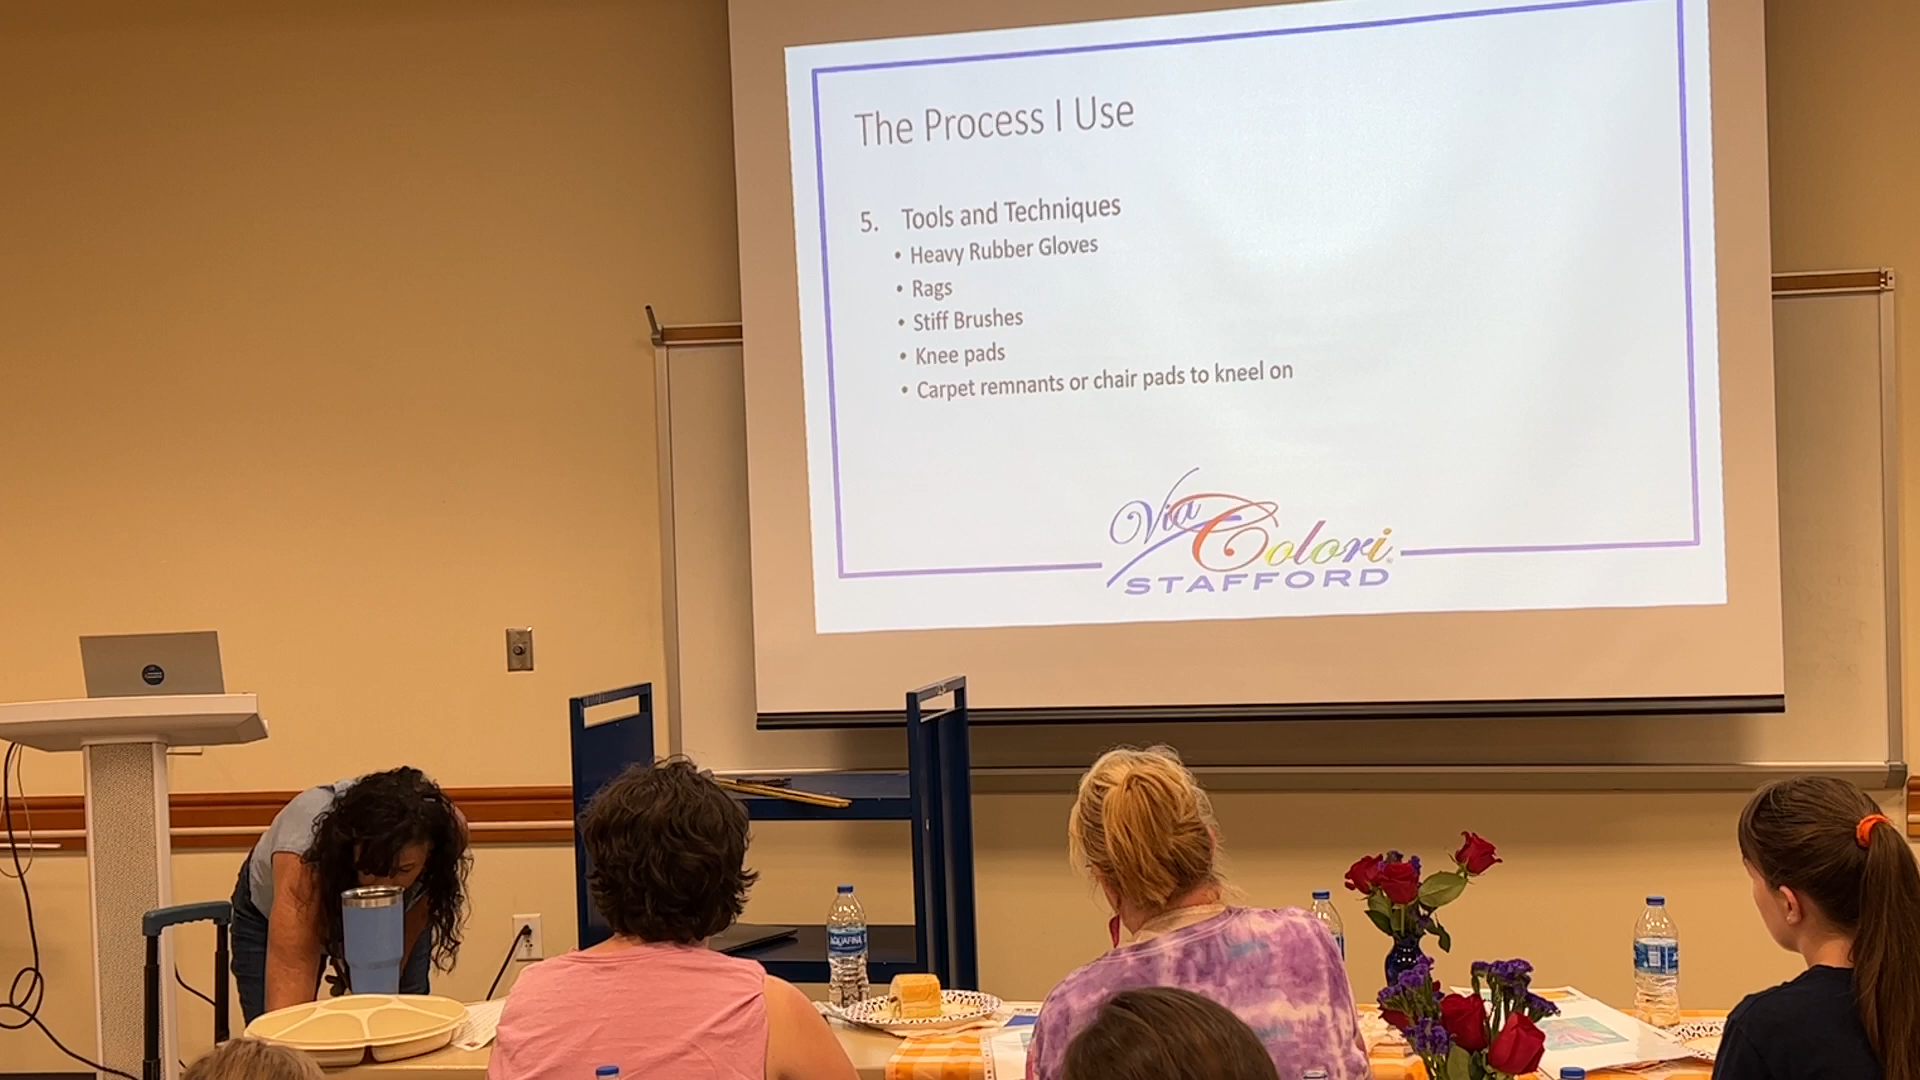 The Process I Use
5. Tools and Techniques
• Heavy Rubber Gloves
• Rags
• Stiff Brushes
• Knee pads
• Carpet remnants or chair pads to kneel on
Via Colori®
STAFFORD
AQUAFINA